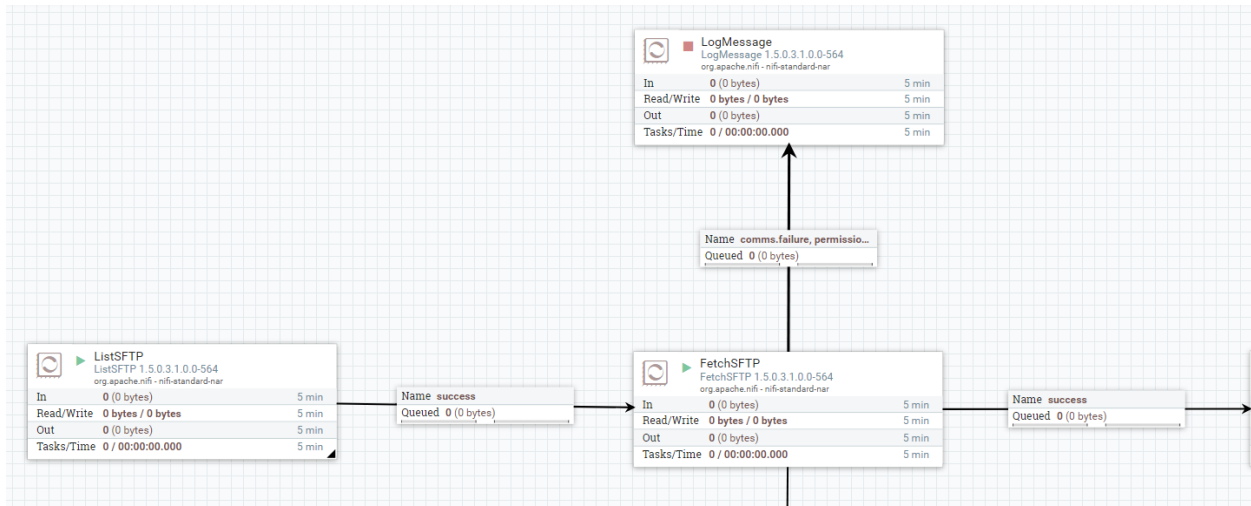 LogMessage
LogMessage 1.5.0.3.1.0.0-564
org.apache.nifi - nifi-standard-nar
In 0 (0 bytes) 5 min
Read/Write 0 bytes / 0 bytes 5 min
Out 0 (0 bytes) 5 min
Tasks/Time 0 / 00:00:00.000 5 min
Name comms.failure, permissio...
Queued 0 (0 bytes)
ListSFTP
ListSFTP 1.5.0.3.1.0.0-564
org.apache.nifi - nifi-standard-nar
In 0 (0 bytes) 5 min
Read/Write 0 bytes / 0 bytes 5 min
Out 0 (0 bytes) 5 min
Tasks/Time 0 / 00:00:00.000 5 min
Name success
Queued 0 (0 bytes)
FetchSFTP
FetchSFTP 1.5.0.3.1.0.0-564
org.apache.nifi - nifi-standard-nar
In 0 (0 bytes) 5 min
Read/Write 0 bytes / 0 bytes 5 min
Out 0 (0 bytes) 5 min
Tasks/Time 0 / 00:00:00.000 5 min
Name success
Queued 0 (0 bytes)